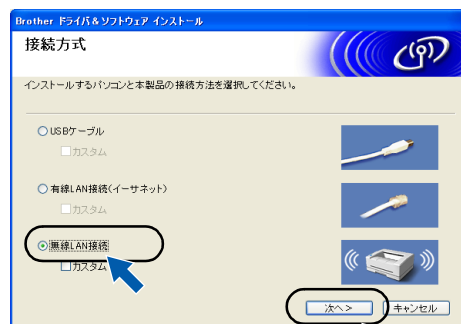 Brother ドライバ&ソフトウェア インストール
接続方式
インストールするパソコンと本製品の接続方法を選択してください。
USBケーブル
カスタム
有線LAN接続(イーサネット)
カスタム
無線LAN接続
カスタム
次へ >
キャンセル